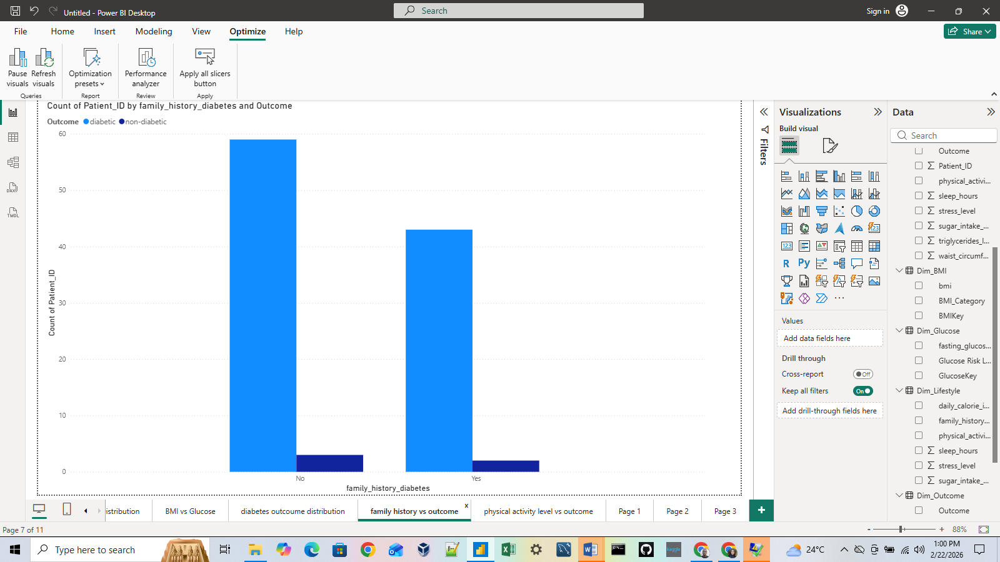 Untitled - Power BI Desktop
Search
Sign in
File
Home
Insert
Modeling
View
Optimize
Help
Share
Pause visuals
Refresh visuals
Optimization presets
Performance analyzer
Apply all slicers button
Queries
Report
Review
Apply
Count of Patient_ID by family_history_diabetes and Outcome
Outcome diabetic non-diabetic
60
50
40
30
20
10
0
Count of Patient_ID
No
Yes
family_history_diabetes
Filters
Visualizations
Build visual
123
123
R
Py
Values
Add data fields here
Drill through
Cross-report
Off
Keep all filters
On
Add drill-through fields here
Data
Search
Outcome
Patient_ID
physical_activi...
sleep_hours
stress_level
sugar_intake_...
triglycerides_l...
waist_circumf...
Dim_BMI
bmi
BMI_Category
BMIKey
Dim_Glucose
fasting_glucos...
Glucose Risk L...
GlucoseKey
Dim_Lifestyle
daily_calorie_i...
family_history...
physical_activi...
sleep_hours
stress_level
sugar_intake_...
Dim_Outcome
Outcome
DAX
TMDL
istribution
BMI vs Glucose
diabetes outcoume distribution
family history vs outcome
x
physical activity level vs outcome
Page 1
Page 2
Page 3
+
Page 7 of 11
- + 88%
Type here to search
kaggle
24°C
1:00 PM
2/22/2026